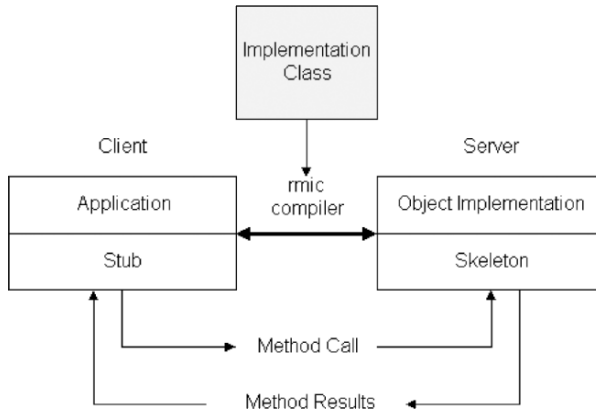 Implementation
Class
Client
Server
rmic
compiler
Application
Object Implementation
Stub
Skeleton
Method Call
Method Results